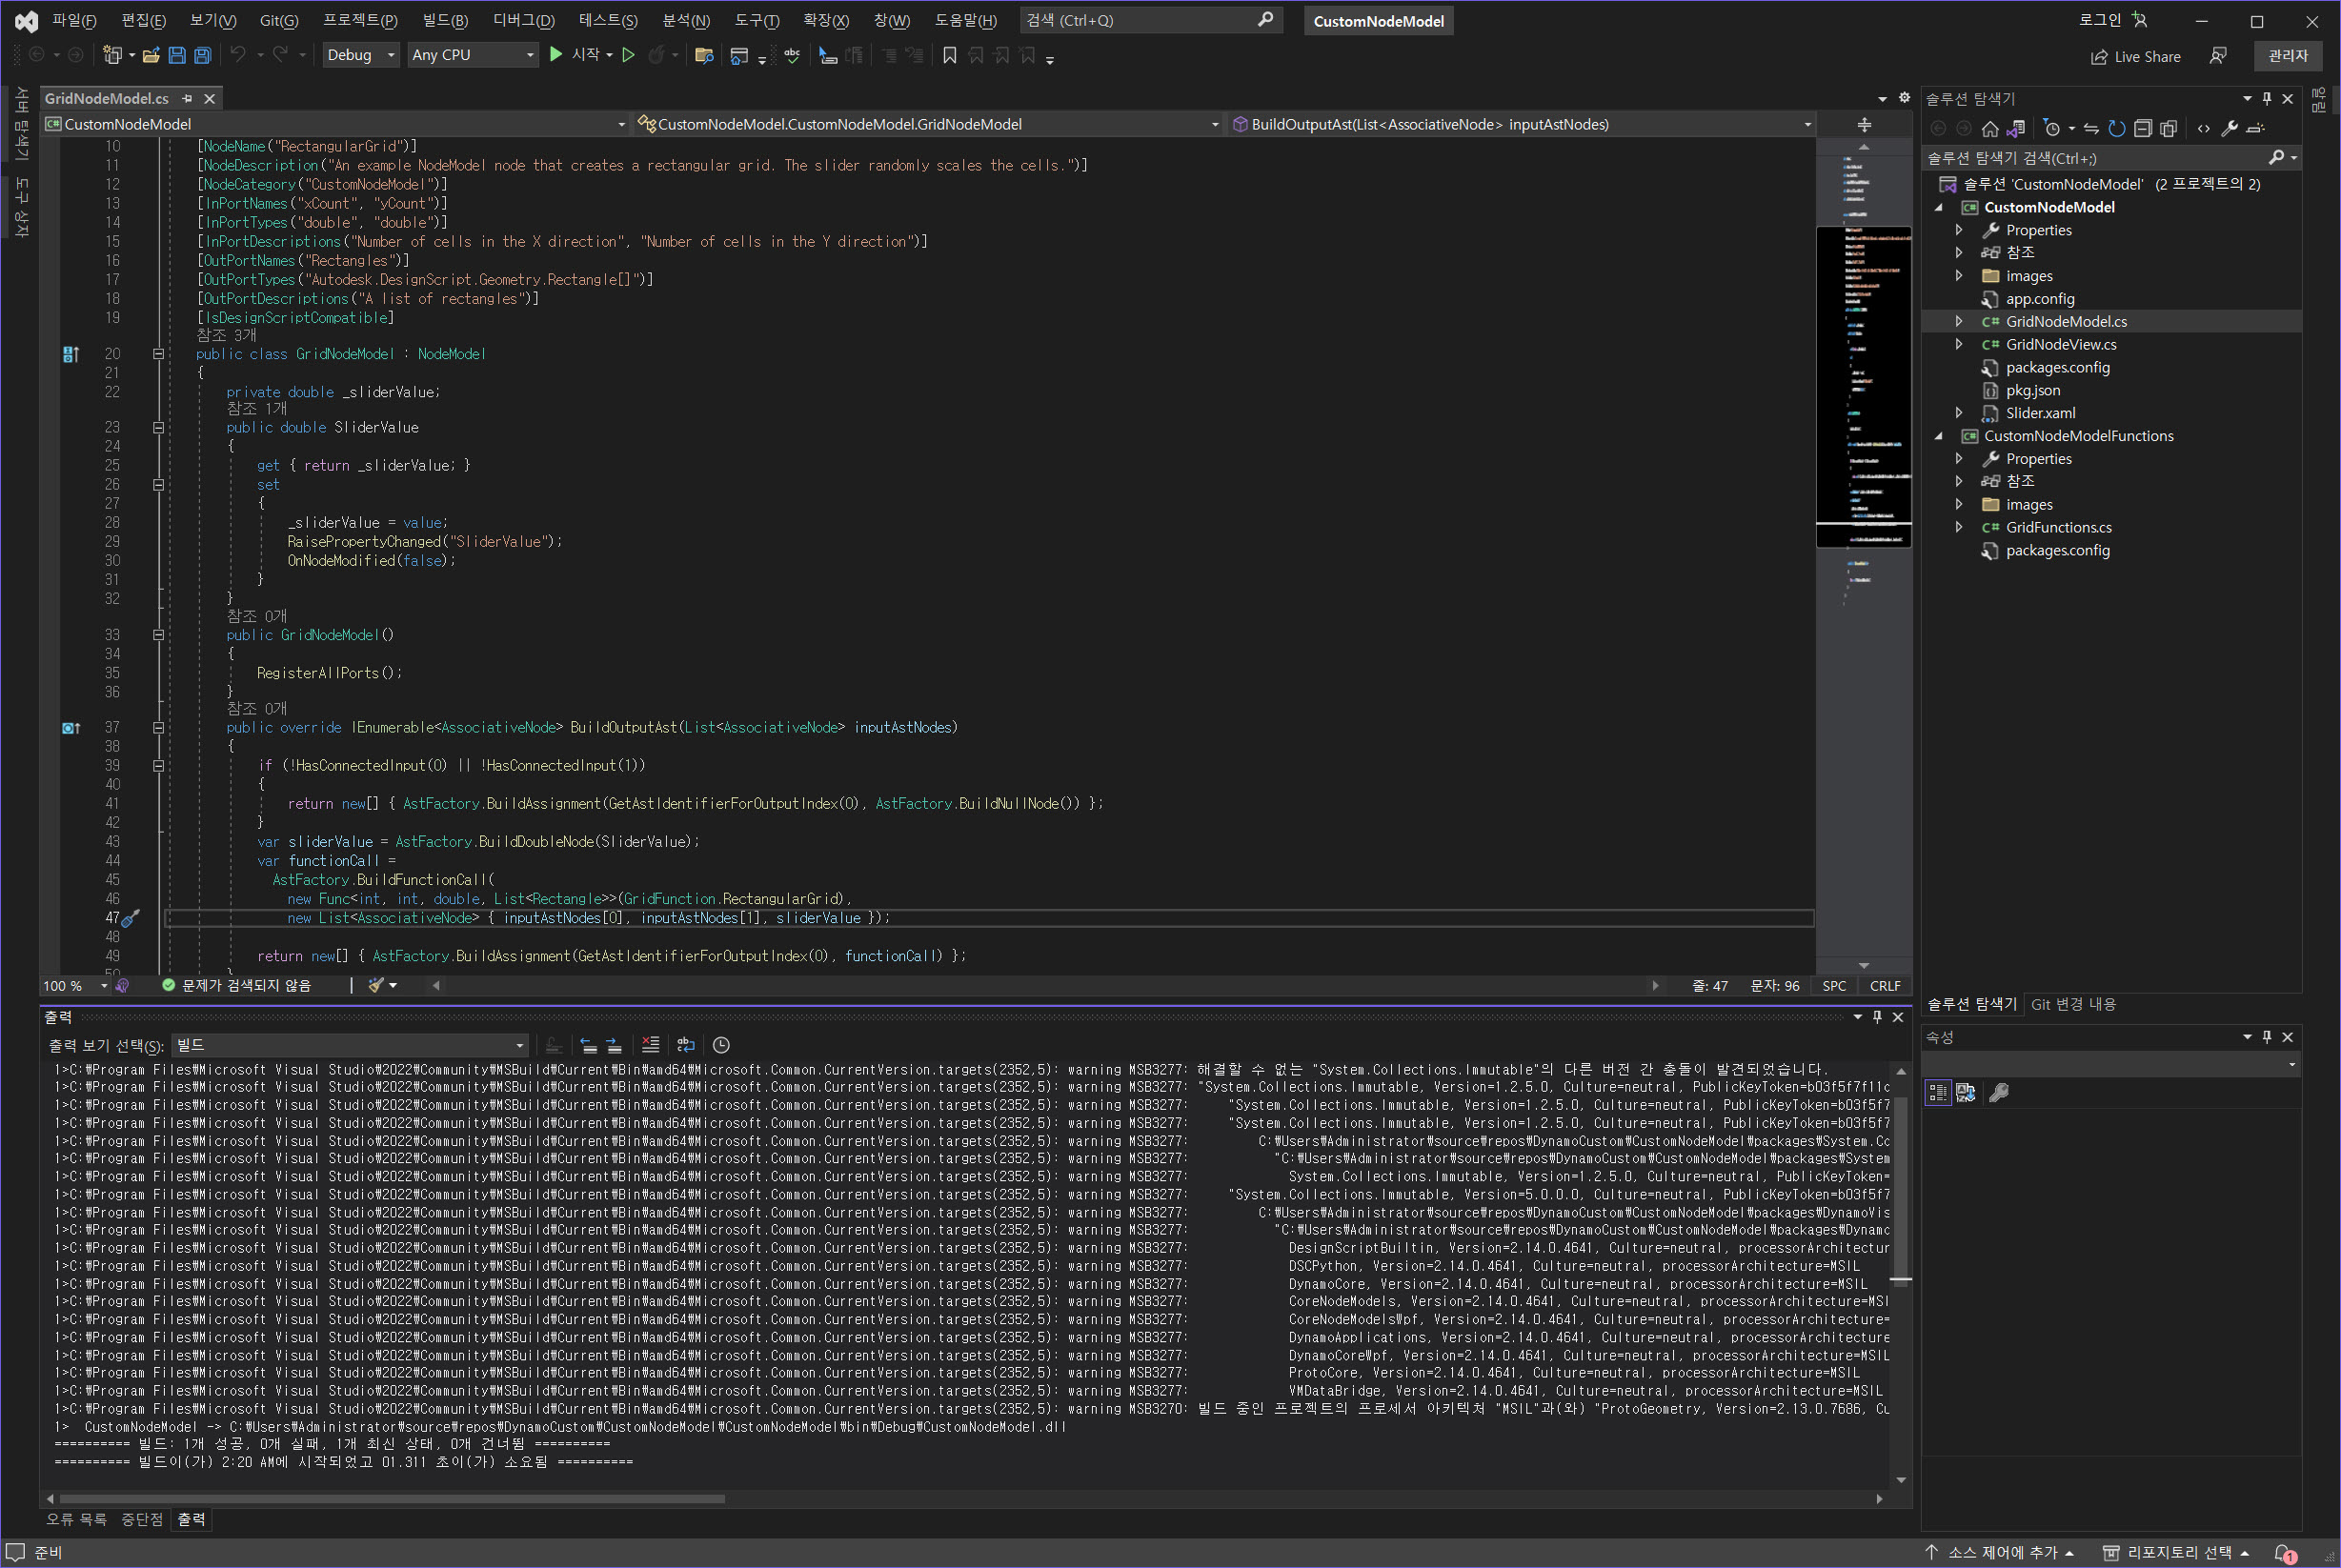 파일(F) 편집(E) 보기(V) Git(G) 프로젝트(P) 빌드(B) 디버그(D) 테스트(S) 분석(N) 도구(T) 확장(X) 창(W) 도움말(H) 검색 (Ctrl+Q) CustomNodeModel 로그인
Debug Any CPU 시작 Live Share 관리자
서버 탐색기
도구 상자
GridNodeModel.cs
CustomNodeModel CustomNodeModel.CustomNodeModel.GridNodeModel BuildOutputAst(List<AssociativeNode> inputAstNodes)
10 [NodeName("RectangularGrid")]
11 [NodeDescription("An example NodeModel node that creates a rectangular grid. The slider randomly scales the cells.")]
12 [NodeCategory("CustomNodeModel")]
13 [InPortNames("xCount", "yCount")]
14 [InPortTypes("double", "double")]
15 [InPortDescriptions("Number of cells in the X direction", "Number of cells in the Y direction")]
16 [OutPortNames("Rectangles")]
17 [OutPortTypes("Autodesk.DesignScript.Geometry.Rectangle[]")]
18 [OutPortDescriptions("A list of rectangles")]
19 [IsDesignScriptCompatible]
참조 3개
20 public class GridNodeModel : NodeModel
21 {
22 private double _sliderValue;
참조 1개
23 public double SliderValue
24 {
25 get { return _sliderValue; }
26 set
27 {
28 _sliderValue = value;
29 RaisePropertyChanged("SliderValue");
30 OnNodeModified(false);
31 }
32 }
참조 0개
33 public GridNodeModel()
34 {
35 RegisterAllPorts();
36 }
참조 0개
37 public override IEnumerable<AssociativeNode> BuildOutputAst(List<AssociativeNode> inputAstNodes)
38 {
39 if (!HasConnectedInput(0) || !HasConnectedInput(1))
40 {
41 return new[] { AstFactory.BuildAssignment(GetAstIdentifierForOutputIndex(0), AstFactory.BuildNullNode()) };
42 }
43 var sliderValue = AstFactory.BuildDoubleNode(SliderValue);
44 var functionCall =
45 AstFactory.BuildFunctionCall(
46 new Func<int, int, double, List<Rectangle>>(GridFunction.RectangularGrid),
47 new List<AssociativeNode> { inputAstNodes[0], inputAstNodes[1], sliderValue });
48
49 return new[] { AstFactory.BuildAssignment(GetAstIdentifierForOutputIndex(0), functionCall) };
50 }
100 % 문제가 검색되지 않음 줄: 47 문자: 96 SPC CRLF
출력
출력 보기 선택(S): 빌드
1>C:₩Program Files₩Microsoft Visual Studio₩2022₩Community₩MSBuild₩Current₩Bin₩amd64₩Microsoft.Common.CurrentVersion.targets(2352,5): warning MSB3277: 해결할 수 없는 "System.Collections.Immutable"의 다른 버전 간 충돌이 발견되었습니다.
1>C:₩Program Files₩Microsoft Visual Studio₩2022₩Community₩MSBuild₩Current₩Bin₩amd64₩Microsoft.Common.CurrentVersion.targets(2352,5): warning MSB3277: "System.Collections.Immutable, Version=1.2.5.0, Culture=neutral, PublicKeyToken=b03f5f7f11c
1>C:₩Program Files₩Microsoft Visual Studio₩2022₩Community₩MSBuild₩Current₩Bin₩amd64₩Microsoft.Common.CurrentVersion.targets(2352,5): warning MSB3277: "System.Collections.Immutable, Version=1.2.5.0, Culture=neutral, PublicKeyToken=b03f5f7
1>C:₩Program Files₩Microsoft Visual Studio₩2022₩Community₩MSBuild₩Current₩Bin₩amd64₩Microsoft.Common.CurrentVersion.targets(2352,5): warning MSB3277: "System.Collections.Immutable, Version=1.2.5.0, Culture=neutral, PublicKeyToken=b03f5f7
1>C:₩Program Files₩Microsoft Visual Studio₩2022₩Community₩MSBuild₩Current₩Bin₩amd64₩Microsoft.Common.CurrentVersion.targets(2352,5): warning MSB3277: C:₩Users₩Administrator₩source₩repos₩DynamoCustom₩CustomNodeModel₩packages₩System.Co
1>C:₩Program Files₩Microsoft Visual Studio₩2022₩Community₩MSBuild₩Current₩Bin₩amd64₩Microsoft.Common.CurrentVersion.targets(2352,5): warning MSB3277: "C:₩Users₩Administrator₩source₩repos₩DynamoCustom₩CustomNodeModel₩packages₩System
1>C:₩Program Files₩Microsoft Visual Studio₩2022₩Community₩MSBuild₩Current₩Bin₩amd64₩Microsoft.Common.CurrentVersion.targets(2352,5): warning MSB3277: System.Collections.Immutable, Version=1.2.5.0, Culture=neutral, PublicKeyToken=
1>C:₩Program Files₩Microsoft Visual Studio₩2022₩Community₩MSBuild₩Current₩Bin₩amd64₩Microsoft.Common.CurrentVersion.targets(2352,5): warning MSB3277: "System.Collections.Immutable, Version=5.0.0.0, Culture=neutral, PublicKeyToken=b03f5f7
1>C:₩Program Files₩Microsoft Visual Studio₩2022₩Community₩MSBuild₩Current₩Bin₩amd64₩Microsoft.Common.CurrentVersion.targets(2352,5): warning MSB3277: C:₩Users₩Administrator₩source₩repos₩DynamoCustom₩CustomNodeModel₩packages₩DynamoVis
1>C:₩Program Files₩Microsoft Visual Studio₩2022₩Community₩MSBuild₩Current₩Bin₩amd64₩Microsoft.Common.CurrentVersion.targets(2352,5): warning MSB3277: "C:₩Users₩Administrator₩source₩repos₩DynamoCustom₩CustomNodeModel₩packages₩Dynamo
1>C:₩Program Files₩Microsoft Visual Studio₩2022₩Community₩MSBuild₩Current₩Bin₩amd64₩Microsoft.Common.CurrentVersion.targets(2352,5): warning MSB3277: DesignScriptBuiltin, Version=2.14.0.4641, Culture=neutral, processorArchitectur
1>C:₩Program Files₩Microsoft Visual Studio₩2022₩Community₩MSBuild₩Current₩Bin₩amd64₩Microsoft.Common.CurrentVersion.targets(2352,5): warning MSB3277: DSCPython, Version=2.14.0.4641, Culture=neutral, processorArchitecture=MSIL
1>C:₩Program Files₩Microsoft Visual Studio₩2022₩Community₩MSBuild₩Current₩Bin₩amd64₩Microsoft.Common.CurrentVersion.targets(2352,5): warning MSB3277: DynamoCore, Version=2.14.0.4641, Culture=neutral, processorArchitecture=MSIL
1>C:₩Program Files₩Microsoft Visual Studio₩2022₩Community₩MSBuild₩Current₩Bin₩amd64₩Microsoft.Common.CurrentVersion.targets(2352,5): warning MSB3277: CoreNodeModels, Version=2.14.0.4641, Culture=neutral, processorArchitecture=MSI
1>C:₩Program Files₩Microsoft Visual Studio₩2022₩Community₩MSBuild₩Current₩Bin₩amd64₩Microsoft.Common.CurrentVersion.targets(2352,5): warning MSB3277: CoreNodeModelsWpf, Version=2.14.0.4641, Culture=neutral, processorArchitecture=
1>C:₩Program Files₩Microsoft Visual Studio₩2022₩Community₩MSBuild₩Current₩Bin₩amd64₩Microsoft.Common.CurrentVersion.targets(2352,5): warning MSB3277: DynamoApplications, Version=2.14.0.4641, Culture=neutral, processorArchitecture
1>C:₩Program Files₩Microsoft Visual Studio₩2022₩Community₩MSBuild₩Current₩Bin₩amd64₩Microsoft.Common.CurrentVersion.targets(2352,5): warning MSB3277: DynamoCoreWpf, Version=2.14.0.4641, Culture=neutral, processorArchitecture=MSIL
1>C:₩Program Files₩Microsoft Visual Studio₩2022₩Community₩MSBuild₩Current₩Bin₩amd64₩Microsoft.Common.CurrentVersion.targets(2352,5): warning MSB3277: ProtoCore, Version=2.14.0.4641, Culture=neutral, processorArchitecture=MSIL
1>C:₩Program Files₩Microsoft Visual Studio₩2022₩Community₩MSBuild₩Current₩Bin₩amd64₩Microsoft.Common.CurrentVersion.targets(2352,5): warning MSB3277: VMDataBridge, Version=2.14.0.4641, Culture=neutral, processorArchitecture=MSIL
1>C:₩Program Files₩Microsoft Visual Studio₩2022₩Community₩MSBuild₩Current₩Bin₩amd64₩Microsoft.Common.CurrentVersion.targets(2352,5): warning MSB3270: 빌드 중인 프로젝트의 프로세서 아키텍처 "MSIL"과(와) "ProtoGeometry, Version=2.13.0.7686, Cu
1> CustomNodeModel -> C:₩Users₩Administrator₩source₩repos₩DynamoCustom₩CustomNodeModel₩CustomNodeModel₩bin₩Debug₩CustomNodeModel.dll
========== 빌드: 1개 성공, 0개 실패, 1개 최신 상태, 0개 건너뜀 ==========
========== 빌드이(가) 2:20 AM에 시작되었고 01.311 초이(가) 소요됨 ==========
오류 목록 중단점 출력
솔루션 탐색기
솔루션 탐색기 검색(Ctrl+;)
솔루션 'CustomNodeModel' (2 프로젝트의 2)
CustomNodeModel
Properties
참조
images
app.config
GridNodeModel.cs
GridNodeView.cs
packages.config
pkg.json
Slider.xaml
CustomNodeModelFunctions
Properties
참조
images
GridFunctions.cs
packages.config
솔루션 탐색기 Git 변경 내용
속성
알림
준비 소스 제어에 추가 리포지토리 선택 1